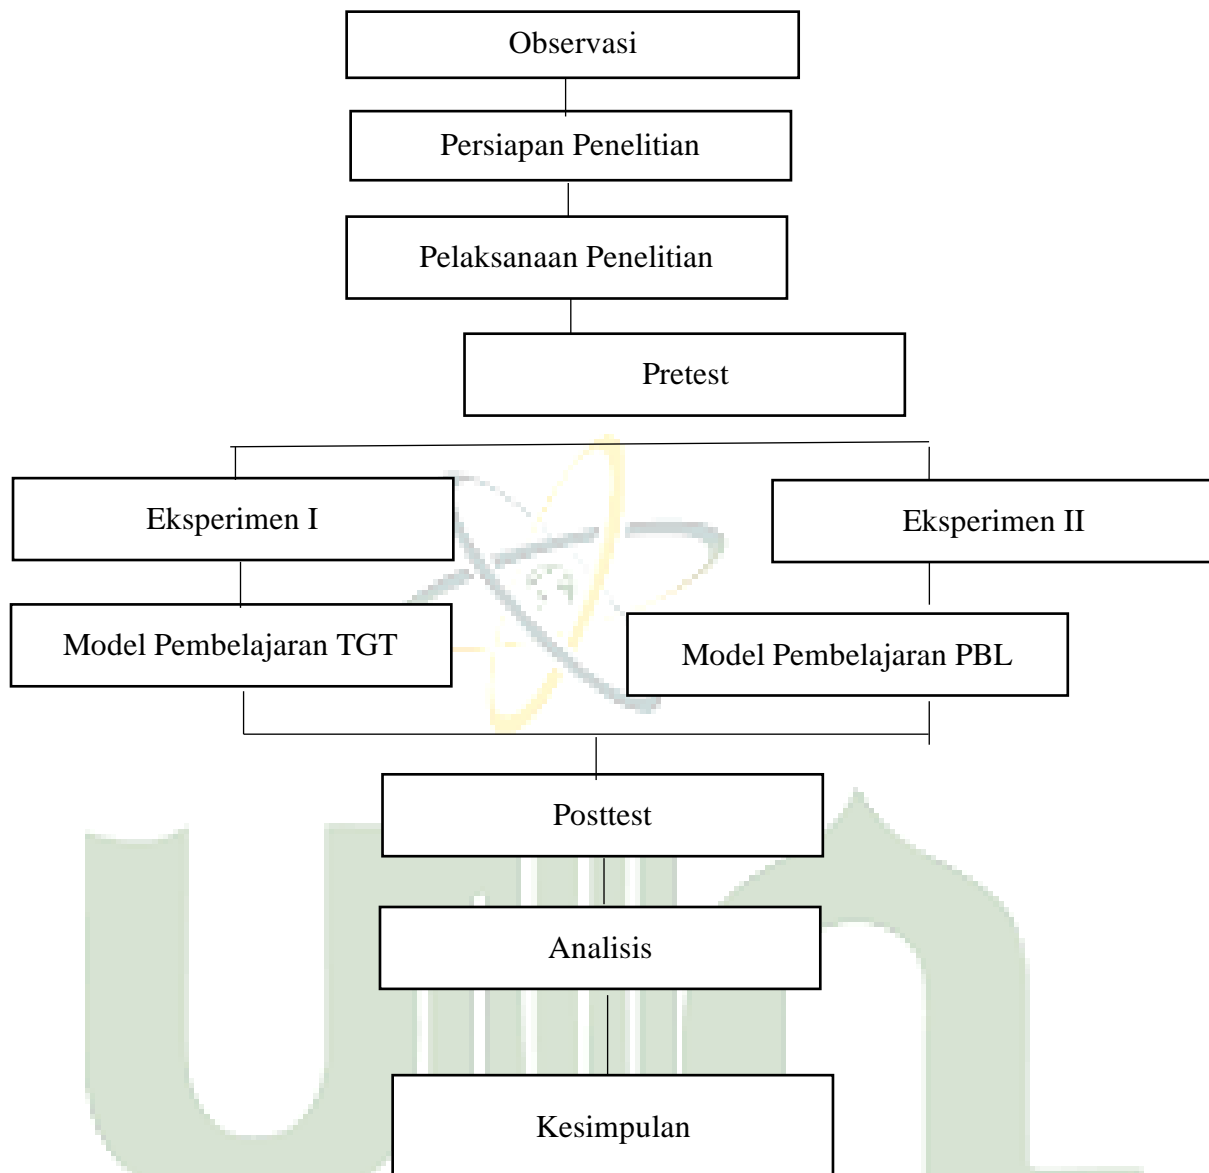 Observasi
Persiapan Penelitian
Pelaksanaan Penelitian
Pretest
Eksperimen I
Eksperimen II
Model Pembelajaran TGT
Model Pembelajaran PBL
Posttest
Analisis
Kesimpulan